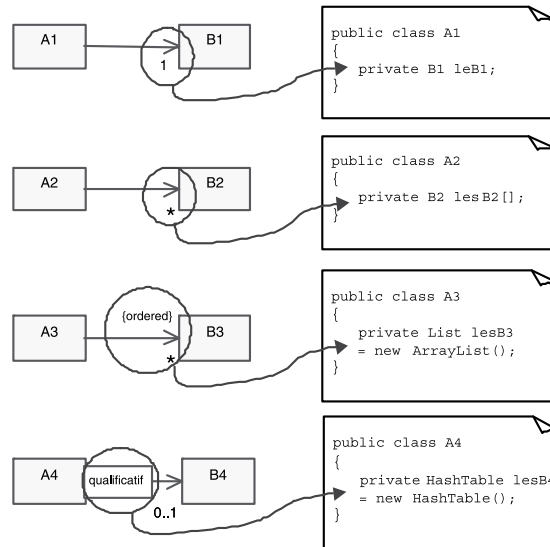 A1
B1
1
public class A1
{
private B1 leB1;
}
A2
B2
*
public class A2
{
private B2 lesB2[];
}
{ordered}
A3
B3
*
public class A3
{
private List lesB3
= new ArrayList();
}
A4
qualificatif
B4
0..1
public class A4
{
private HashTable lesB4
= new HashTable();
}